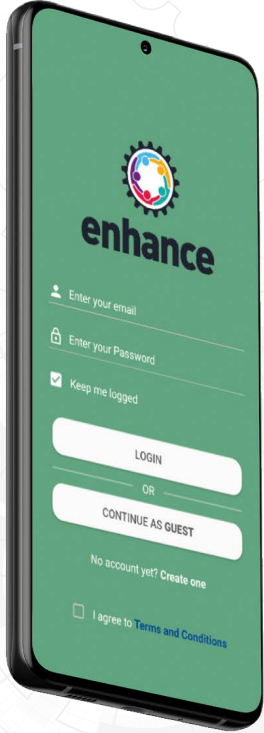 enhance
Enter your email
Enter your Password
Keep me logged
LOGIN
OR
CONTINUE AS GUEST
No account yet? Create one
I agree to Terms and Conditions